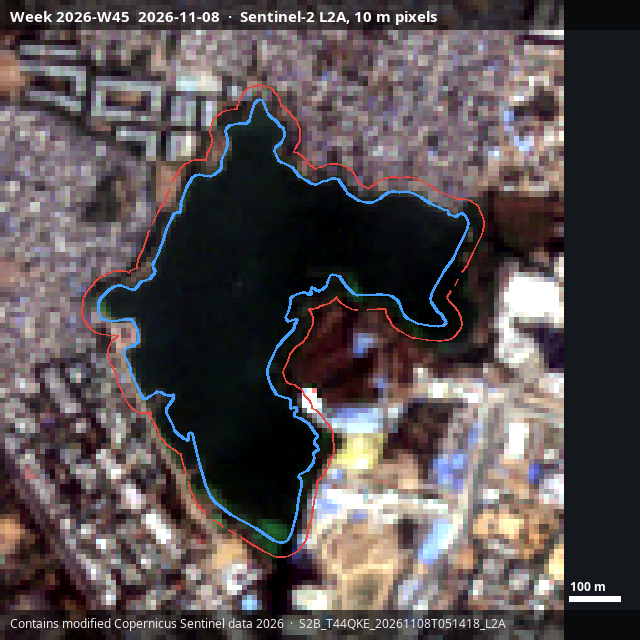 Week 2026-W45 2026-11-08 · Sentinel-2 L2A, 10 m pixels
100 m
Contains modified Copernicus Sentinel data 2026 · S2B_T44QKE_20261108T051418_L2A